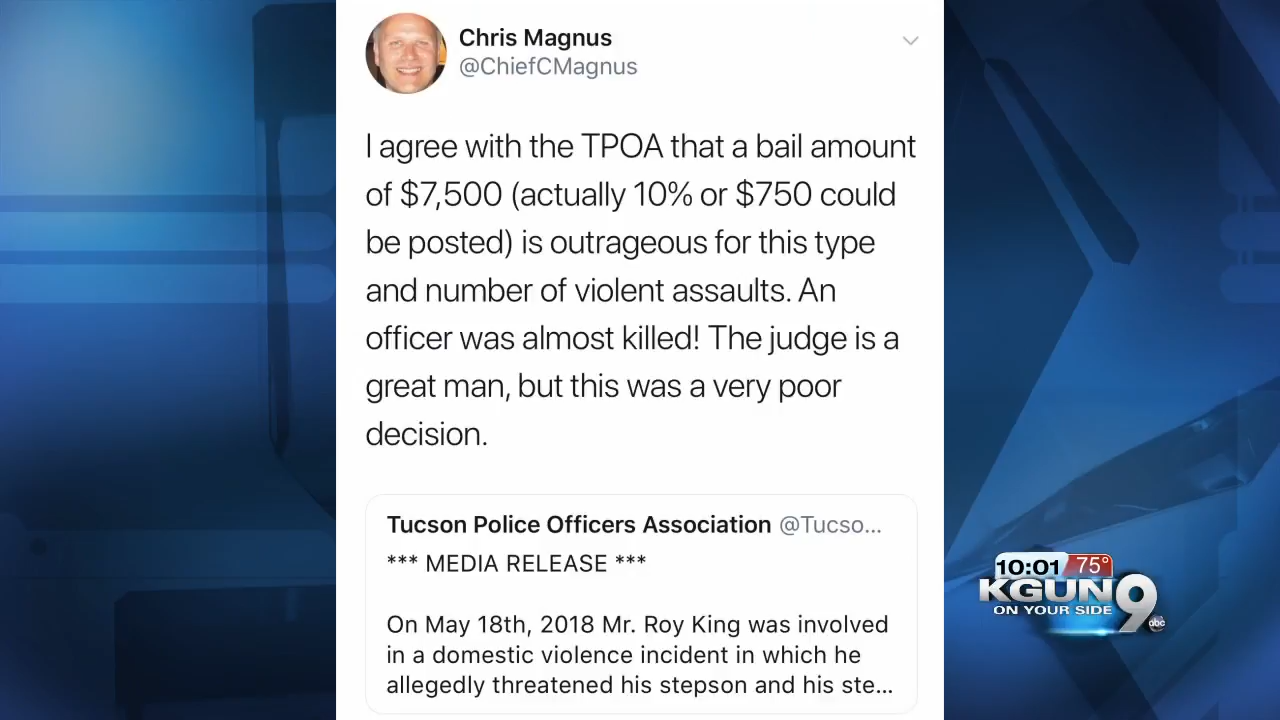 Chris Magnus
@ChiefCMagnus
I agree with the TPOA that a bail amount
of $7,500 (actually 10% or $750 could
be posted) is outrageous for this type
and number of violent assaults. An
officer was almost killed! The judge is a
great man, but this was a very poor
decision.
Tucson Police Officers Association @Tucso...
*** MEDIA RELEASE ***
On May 18th, 2018 Mr. Roy King was involved
in a domestic violence incident in which he
allegedly threatened his stepson and his ste...
10:01 75°
KGUN 9
ON YOUR SIDE
abc